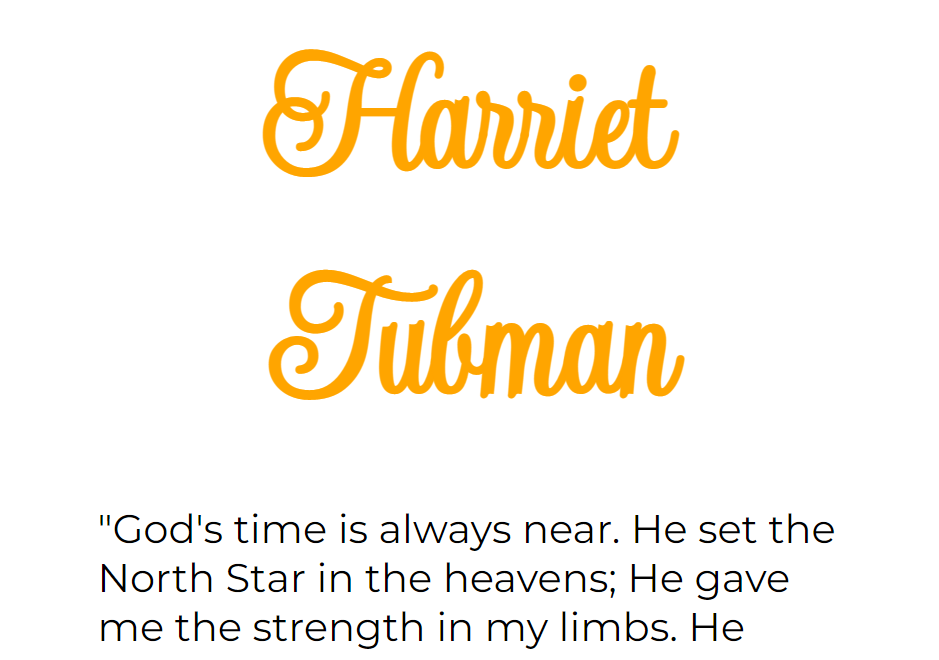 Harriet
Tubman
"God's time is always near. He set the
North Star in the heavens; He gave
me the strength in my limbs. He